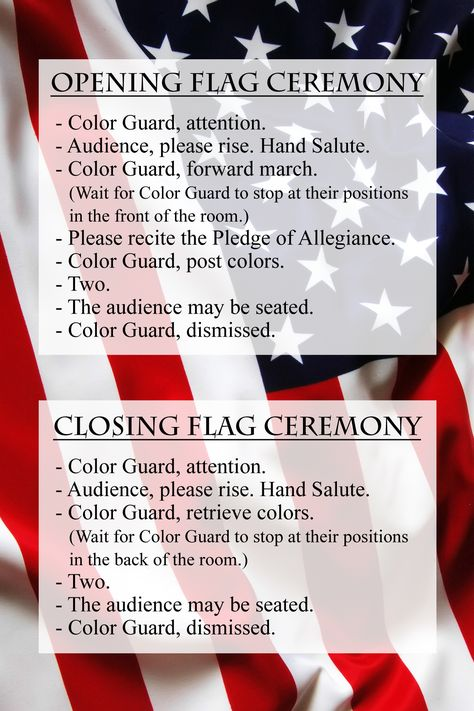 OPENING FLAG CEREMONY
- Color Guard, attention.
- Audience, please rise. Hand Salute.
- Color Guard, forward march.
(Wait for Color Guard to stop at their positions
in the front of the room.)
- Please recite the Pledge of Allegiance.
- Color Guard, post colors.
- Two.
- The audience may be seated.
- Color Guard, dismissed.
CLOSING FLAG CEREMONY
- Color Guard, attention.
- Audience, please rise. Hand Salute.
- Color Guard, retrieve colors.
(Wait for Color Guard to stop at their positions
in the back of the room.)
- Two.
- The audience may be seated.
- Color Guard, dismissed.